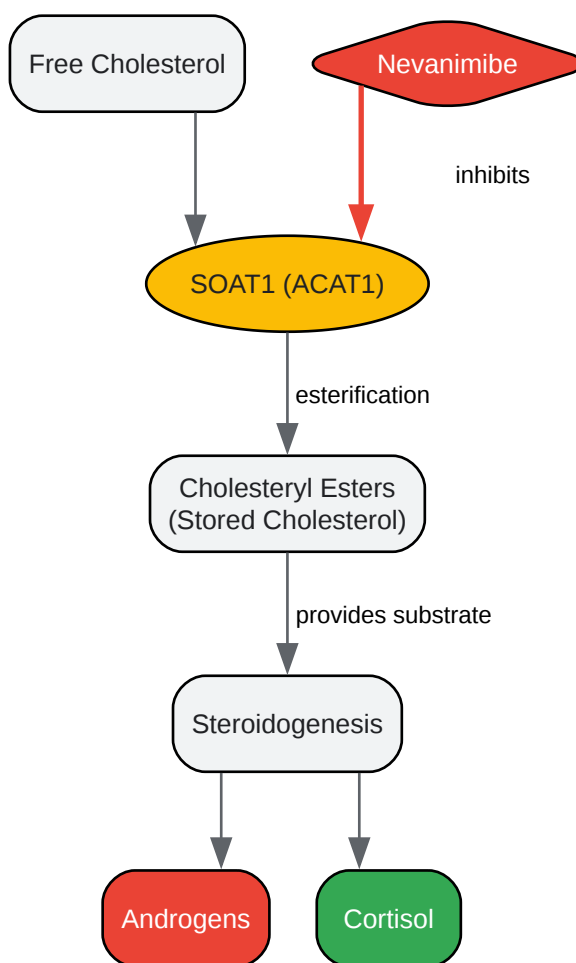 Free Cholesterol
Nevanimibe
inhibits
SOAT1 (ACAT1)
esterification
Cholesteryl Esters
(Stored Cholesterol)
provides substrate
Steroidogenesis
Androgens
Cortisol